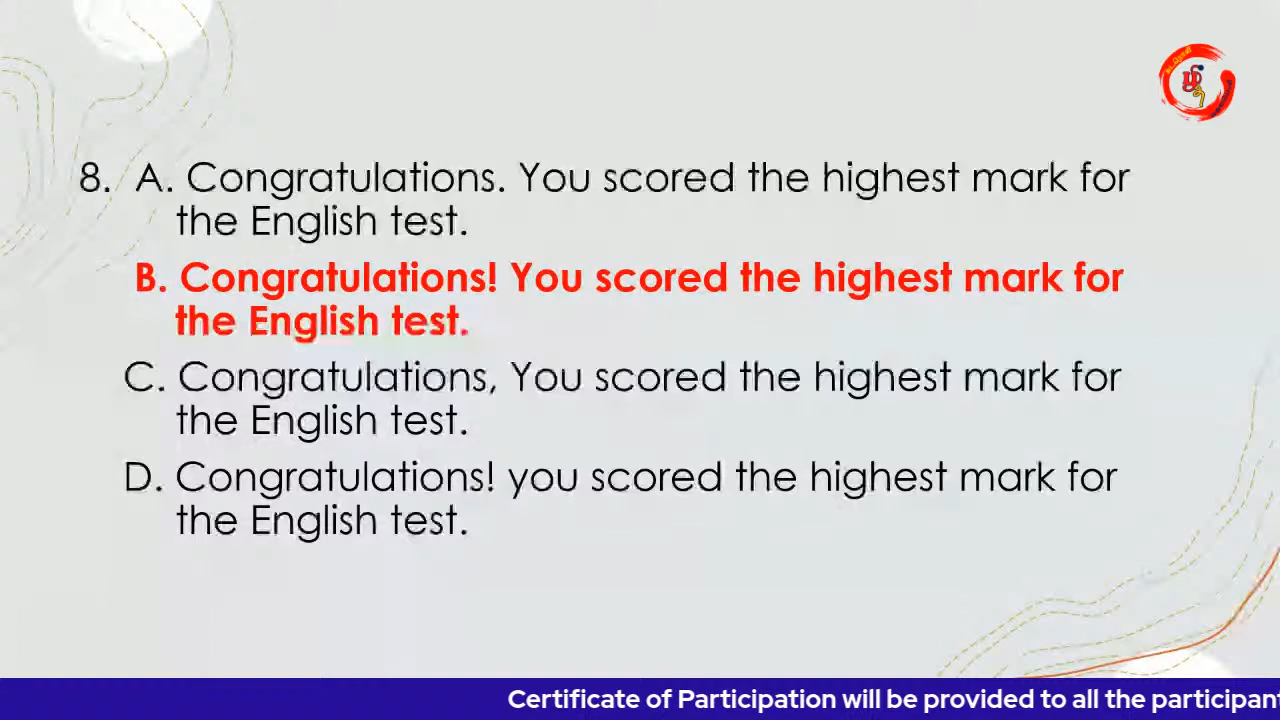 8. A. Congratulations. You scored the highest mark for
the English test.
B. Congratulations! You scored the highest mark for
the English test.
C. Congratulations, You scored the highest mark for
the English test.
D. Congratulations! you scored the highest mark for
the English test.
Certificate of Participation will be provided to all the participant